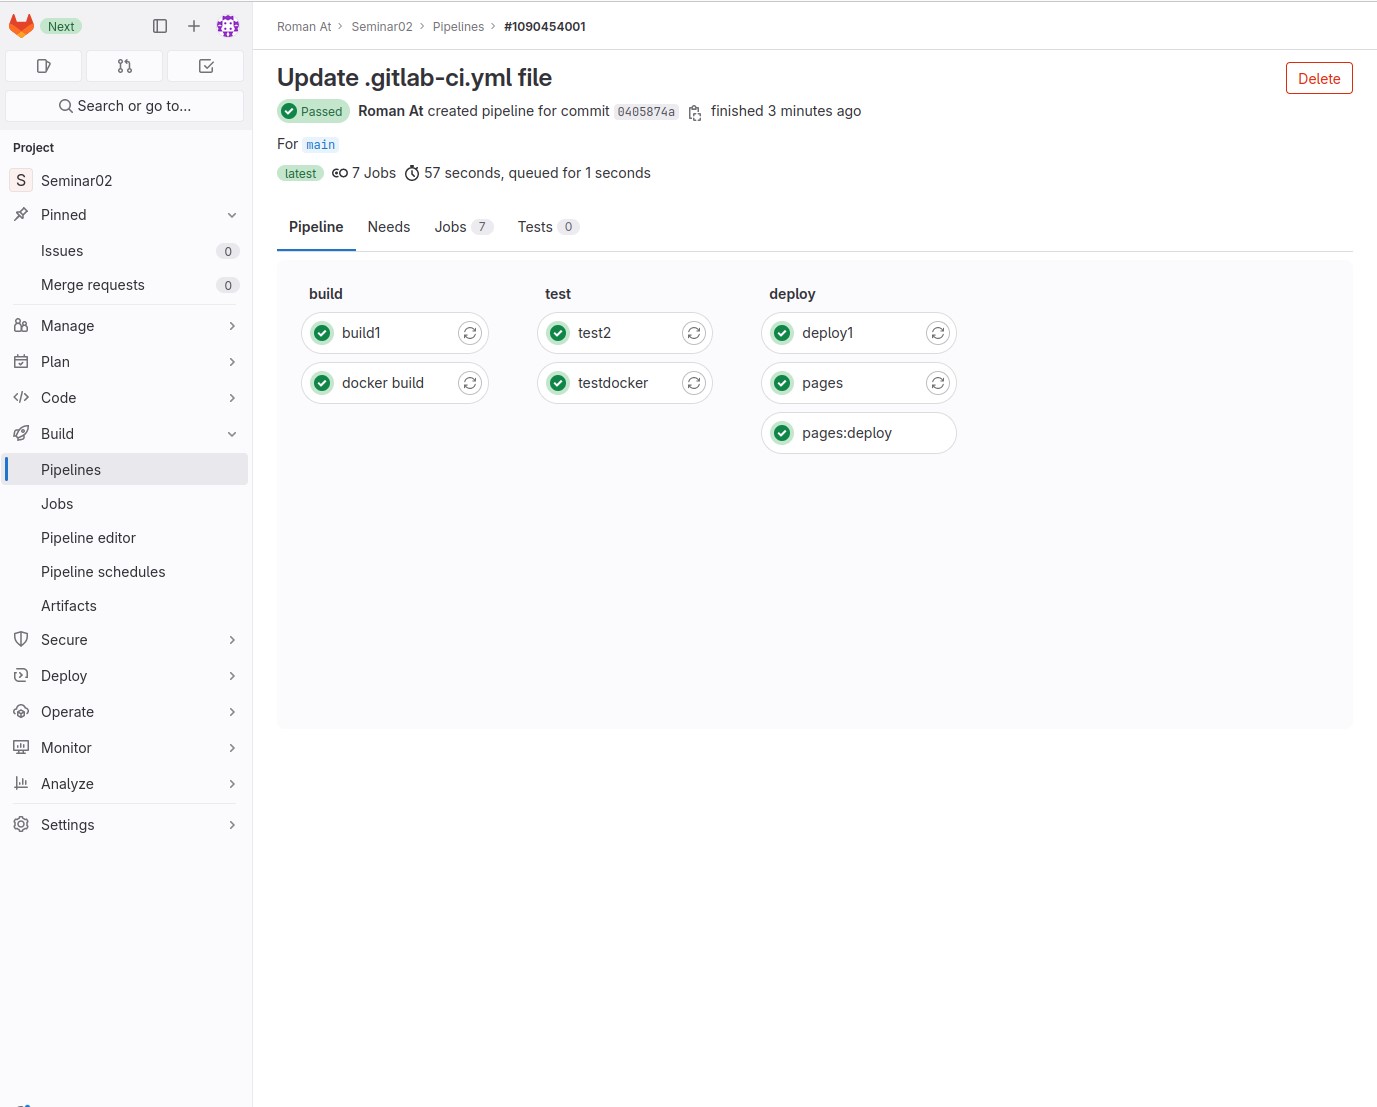 Next
Roman At > Seminar02 > Pipelines > #1090454001
Search or go to...
Project
S Seminar02
Pinned
Issues 0
Merge requests 0
Manage
Plan
Code
Build
Pipelines
Jobs
Pipeline editor
Pipeline schedules
Artifacts
Secure
Deploy
Operate
Monitor
Analyze
Settings
Update .gitlab-ci.yml file
Delete
Passed Roman At created pipeline for commit 0405874a finished 3 minutes ago
For main
latest 7 Jobs 57 seconds, queued for 1 seconds
Pipeline Needs Jobs 7 Tests 0
build
build1
docker build
test
test2
testdocker
deploy
deploy1
pages
pages:deploy